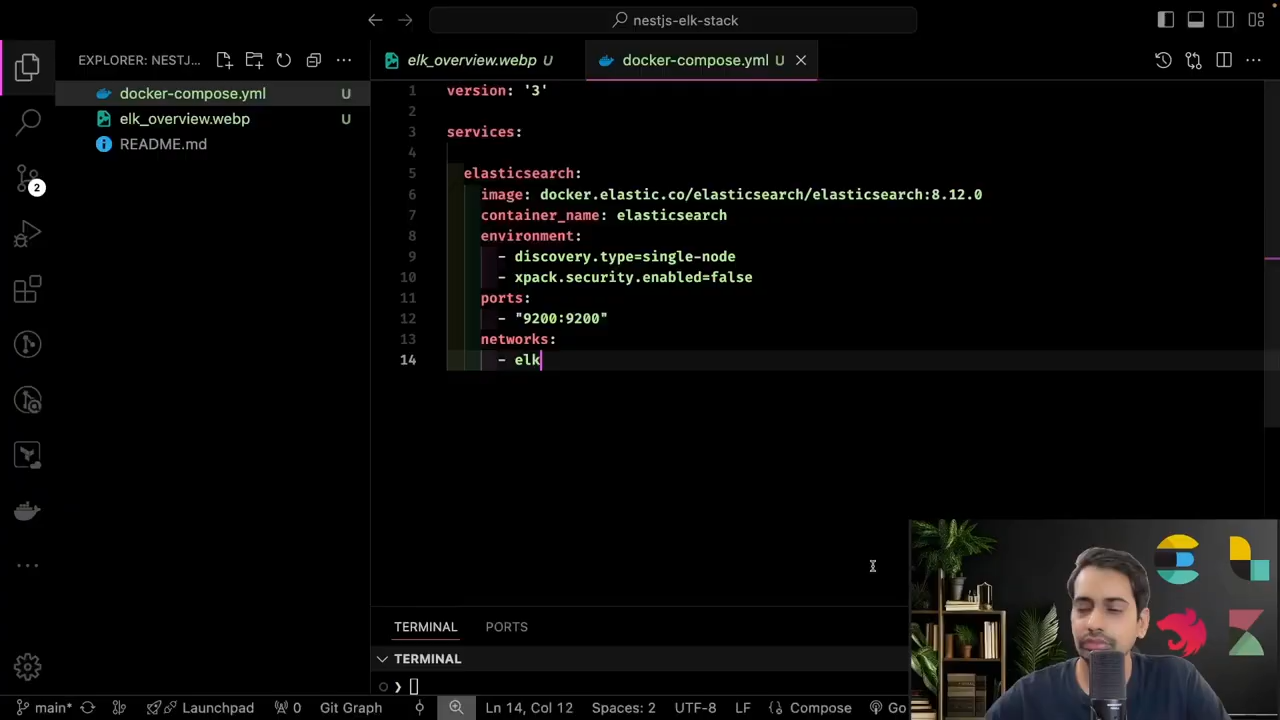 nestjs-elk-stack
EXPLORER: NESTJ...
elk_overview.webp U
docker-compose.yml U
docker-compose.yml U
elk_overview.webp U
README.md
2
1 version: '3'
2
3 services:
4
5 elasticsearch:
6 image: docker.elastic.co/elasticsearch/elasticsearch:8.12.0
7 container_name: elasticsearch
8 environment:
9 - discovery.type=single-node
10 - xpack.security.enabled=false
11 ports:
12 - "9200:9200"
13 networks:
14 - elk
TERMINAL PORTS
TERMINAL
main* Launchpad 0 Git Graph Ln 14, Col 12 Spaces: 2 UTF-8 LF Compose Go